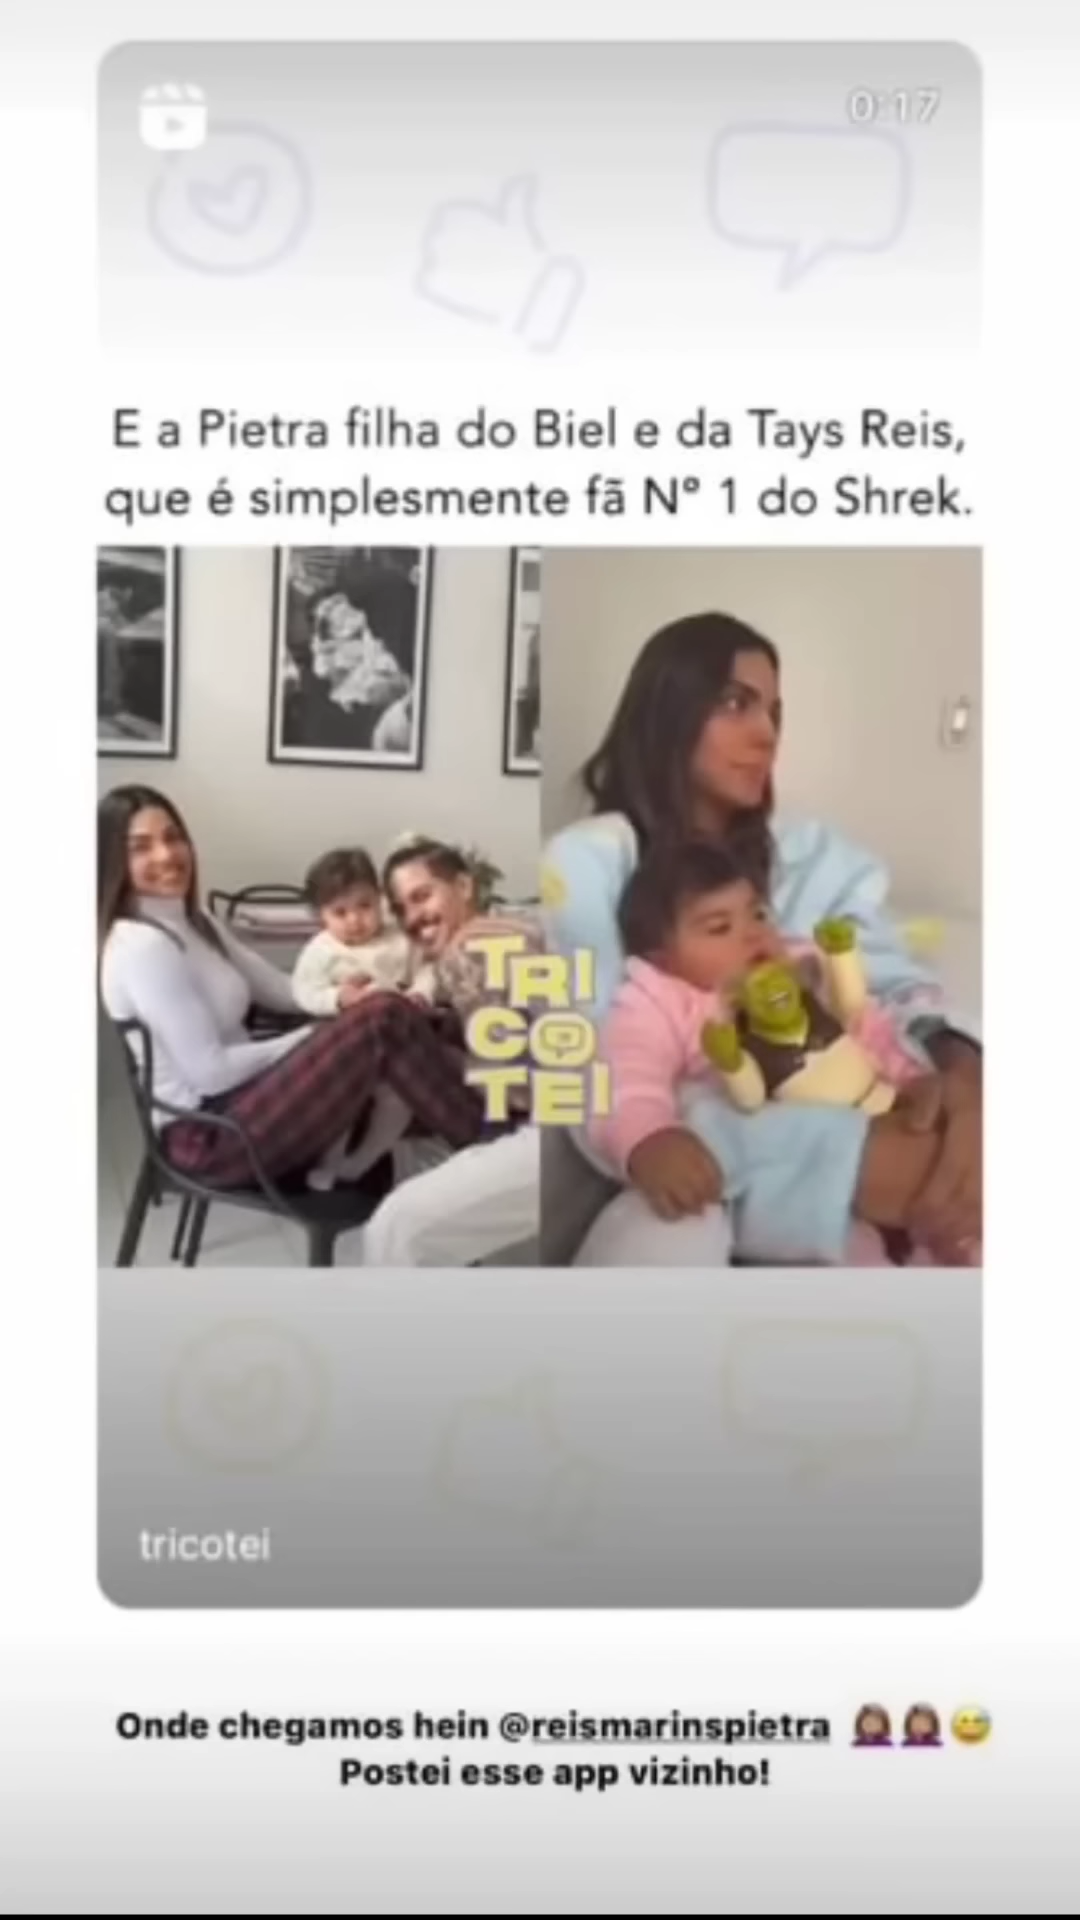 0:17
E a Pietra filha do Biel e da Tays Reis,
que é simplesmente fã N° 1 do Shrek.
TRI
CO
TEI
tricotei
Onde chegamos hein @reismarinspietra 🤦🏽‍♀️🤦🏽‍♀️😅
Postei esse app vizinho!